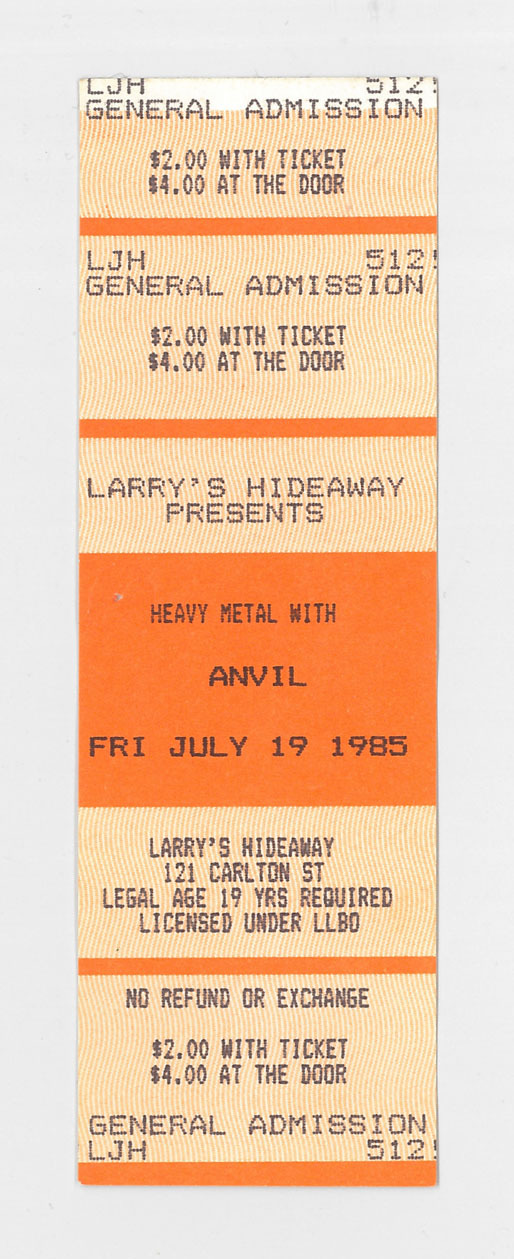 LJH 512
GENERAL ADMISSION
$2.00 WITH TICKET
$4.00 AT THE DOOR
LJH 512
GENERAL ADMISSION
$2.00 WITH TICKET
$4.00 AT THE DOOR
LARRY'S HIDEAWAY
PRESENTS
HEAVY METAL WITH
ANVIL
FRI JULY 19 1985
LARRY'S HIDEAWAY
121 CARLTON ST
LEGAL AGE 19 YRS REQUIRED
LICENSED UNDER LLBO
NO REFUND OR EXCHANGE
$2.00 WITH TICKET
$4.00 AT THE DOOR
GENERAL ADMISSION
LJH 512